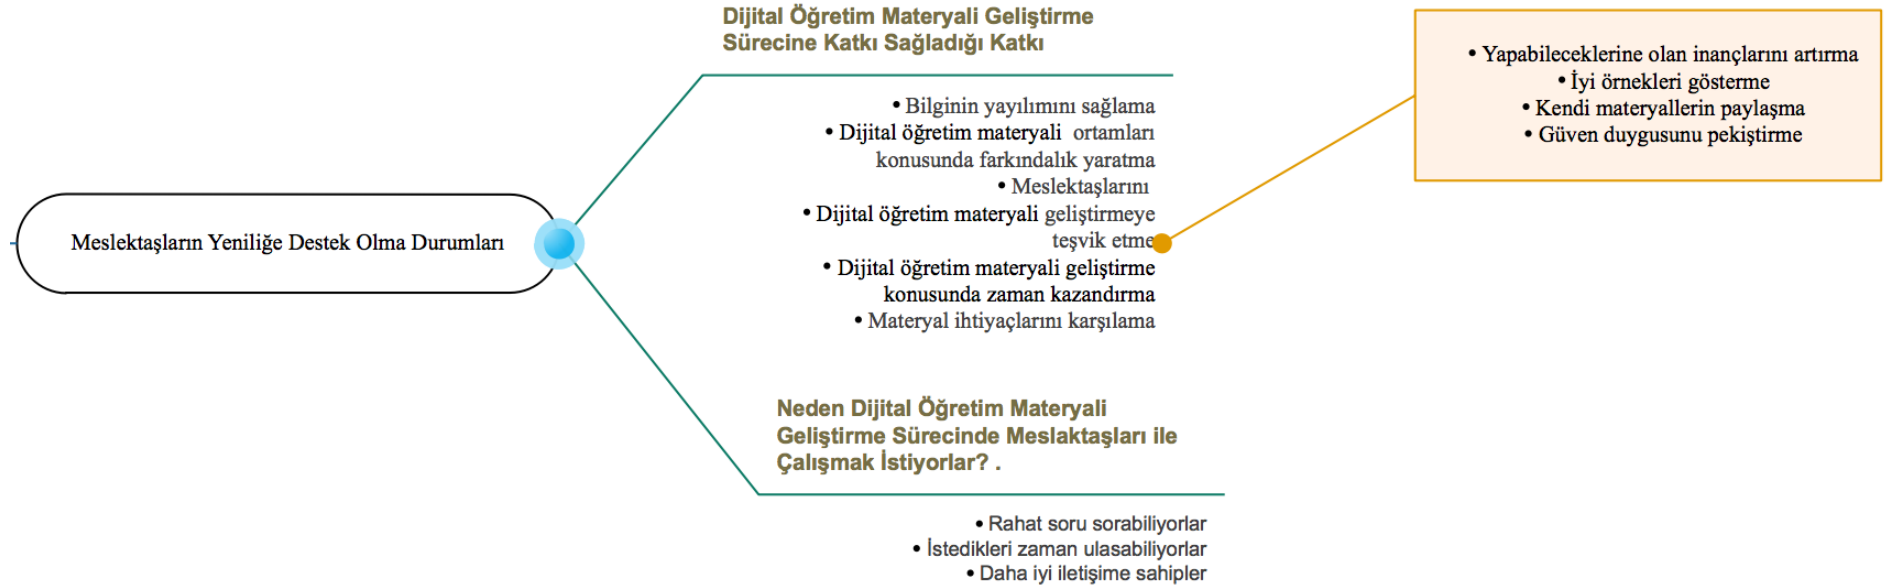 Meslektaşların Yeniliğe Destek Olma Durumları
Dijital Öğretim Materyali Geliştirme
Sürecine Katkı Sağladığı Katkı
• Bilginin yayılımını sağlama
• Dijital öğretim materyali ortamları
konusunda farkındalık yaratma
• Meslektaşlarını
• Dijital öğretim materyali geliştirmeye
teşvik etme
• Dijital öğretim materyali geliştirme
konusunda zaman kazandırma
• Materyal ihtiyaçlarını karşılama
• Yapabileceklerine olan inançlarını artırma
• İyi örnekleri gösterme
• Kendi materyallerin paylaşma
• Güven duygusunu pekiştirme
Neden Dijital Öğretim Materyali
Geliştirme Sürecinde Meslaktaşları ile
Çalışmak İstiyorlar? .
• Rahat soru sorabiliyorlar
• İstedikleri zaman ulasabiliyorlar
• Daha iyi iletişime sahipler